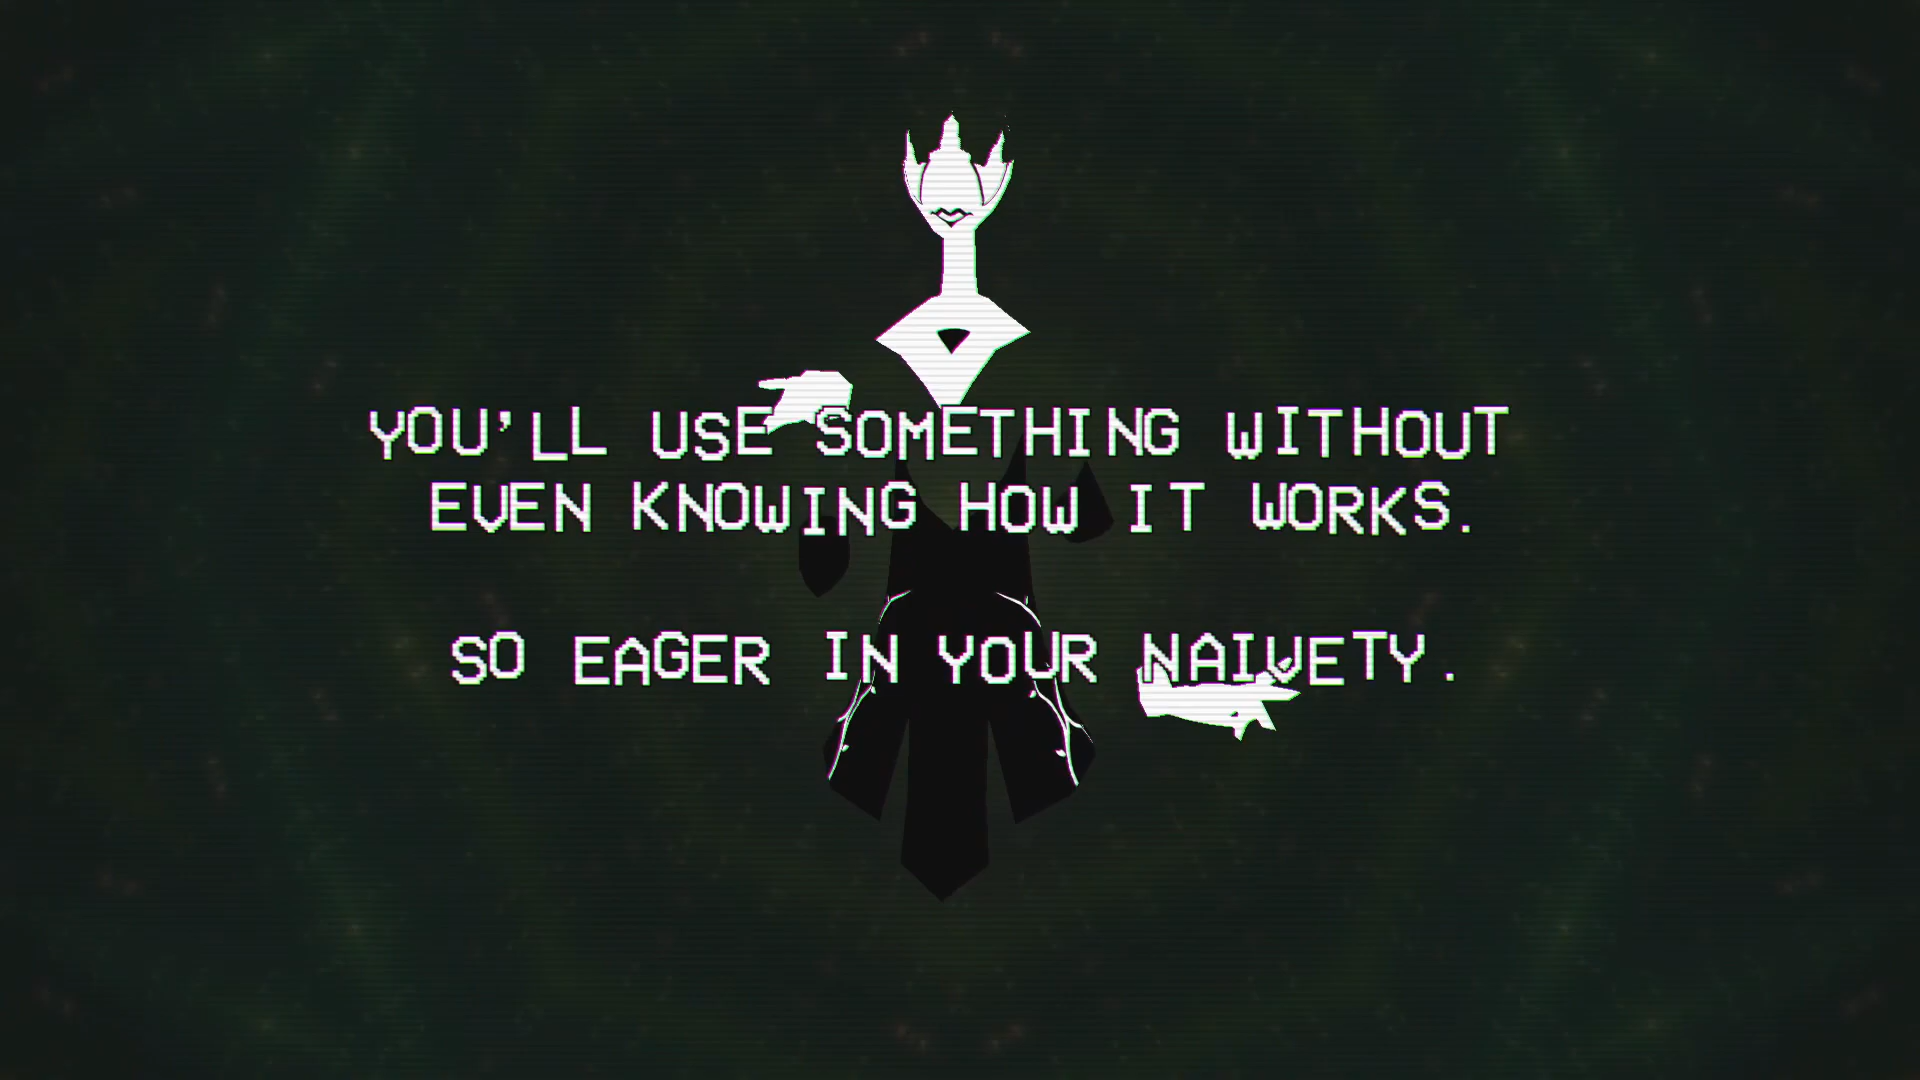 YOU'LL USE SOMETHING WITHOUT
EVEN KNOWING HOW IT WORKS.
SO EAGER IN YOUR NAIVETY.